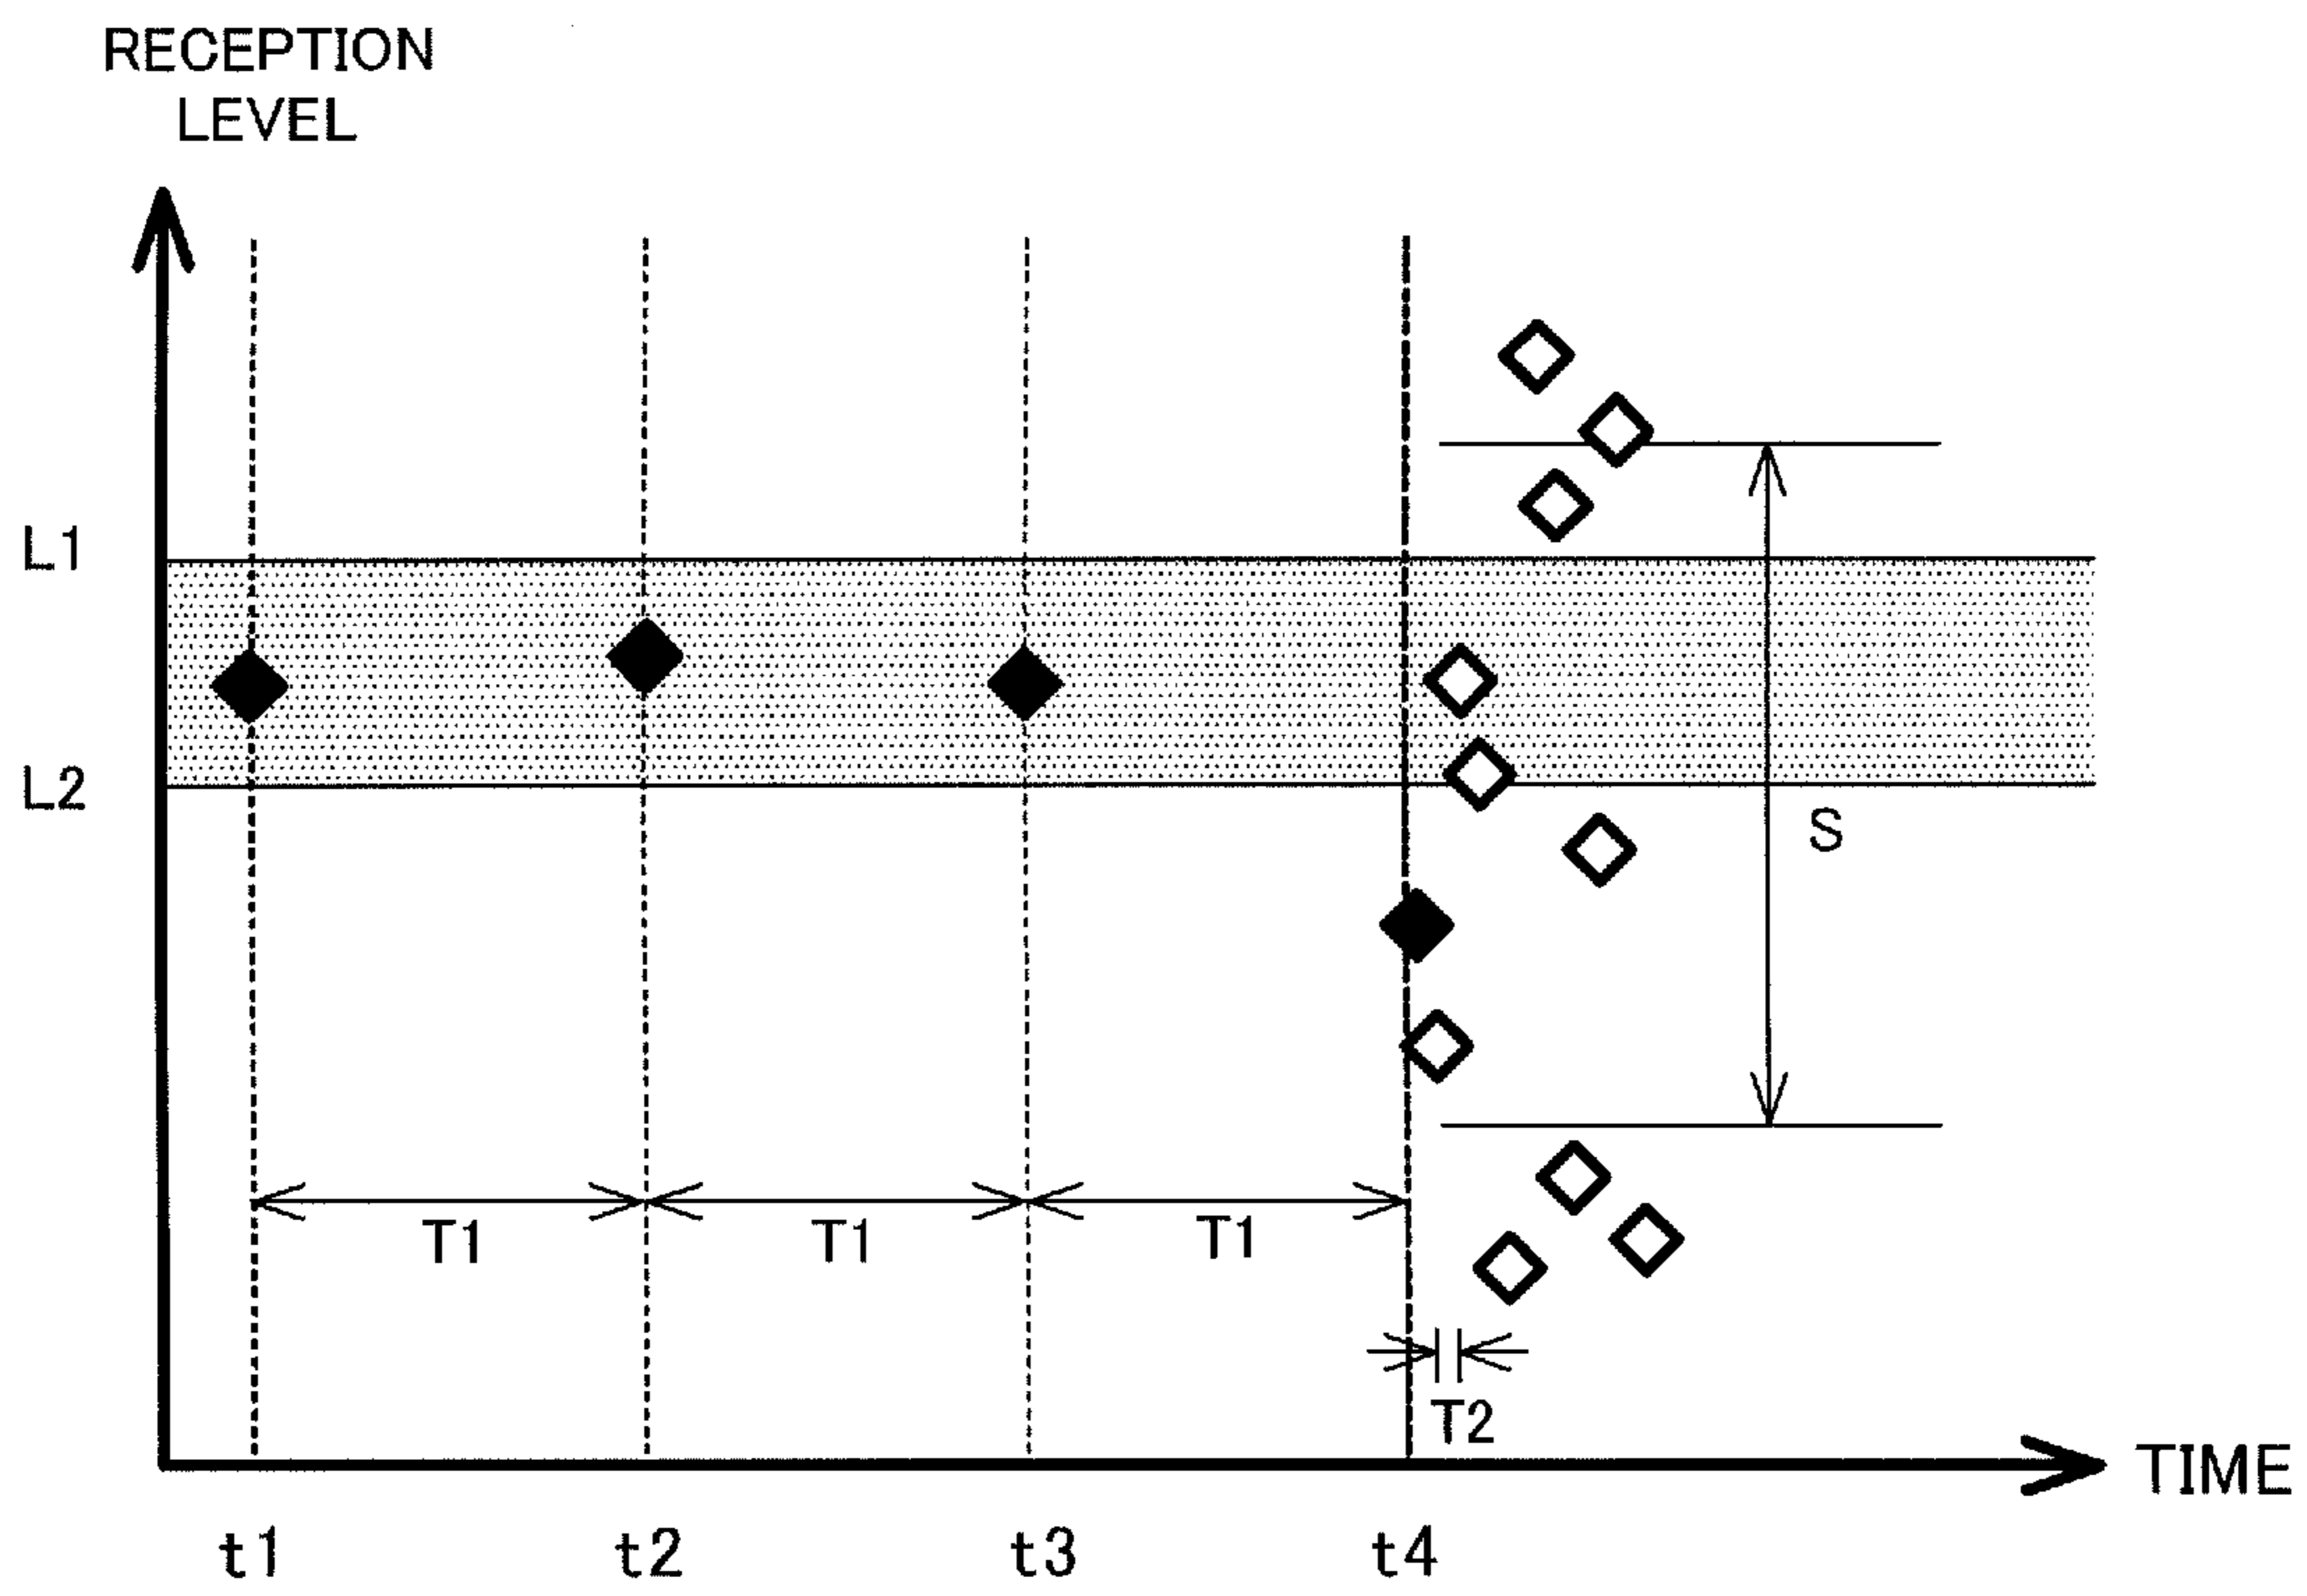 RECEPTION
LEVEL
L1
L2
S
T1 T1 T1
T2
TIME
t1 t2 t3 t4